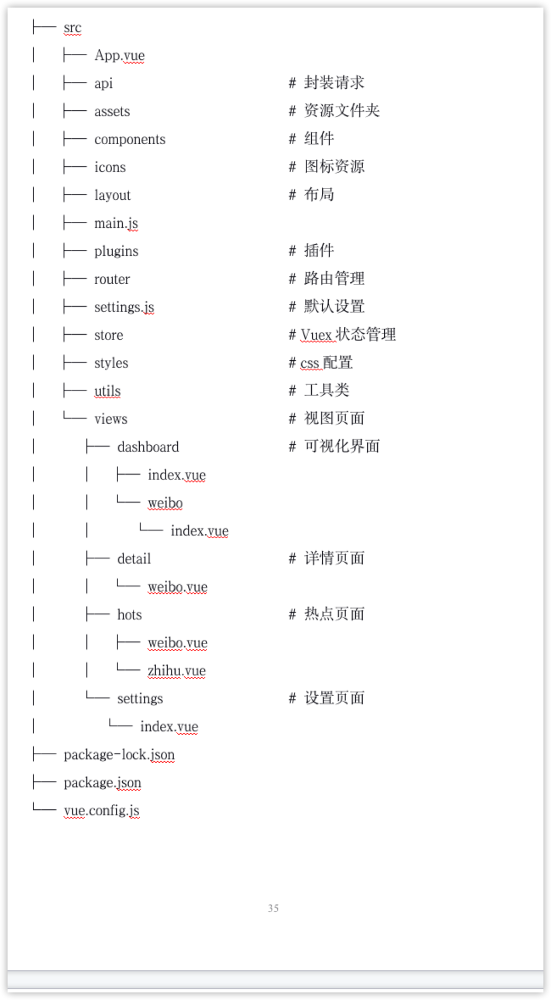 ├── src
│   ├── App.vue
│   ├── api                # 封装请求
│   ├── assets             # 资源文件夹
│   ├── components         # 组件
│   ├── icons              # 图标资源
│   ├── layout             # 布局
│   ├── main.js
│   ├── plugins            # 插件
│   ├── router             # 路由管理
│   ├── settings.js        # 默认设置
│   ├── store              # Vuex 状态管理
│   ├── styles             # css 配置
│   ├── utils              # 工具类
│   └── views              # 视图页面
│      ├── dashboard       # 可视化界面
│      │   ├── index.vue
│      │   └── weibo
│      │      └── index.vue
│      ├── detail          # 详情页面
│      │   └── weibo.vue
│      ├── hots            # 热点页面
│      │   ├── weibo.vue
│      │   └── zhihu.vue
│      └── settings        # 设置页面
│         └── index.vue
├── package-lock.json
├── package.json
└── vue.config.js
35